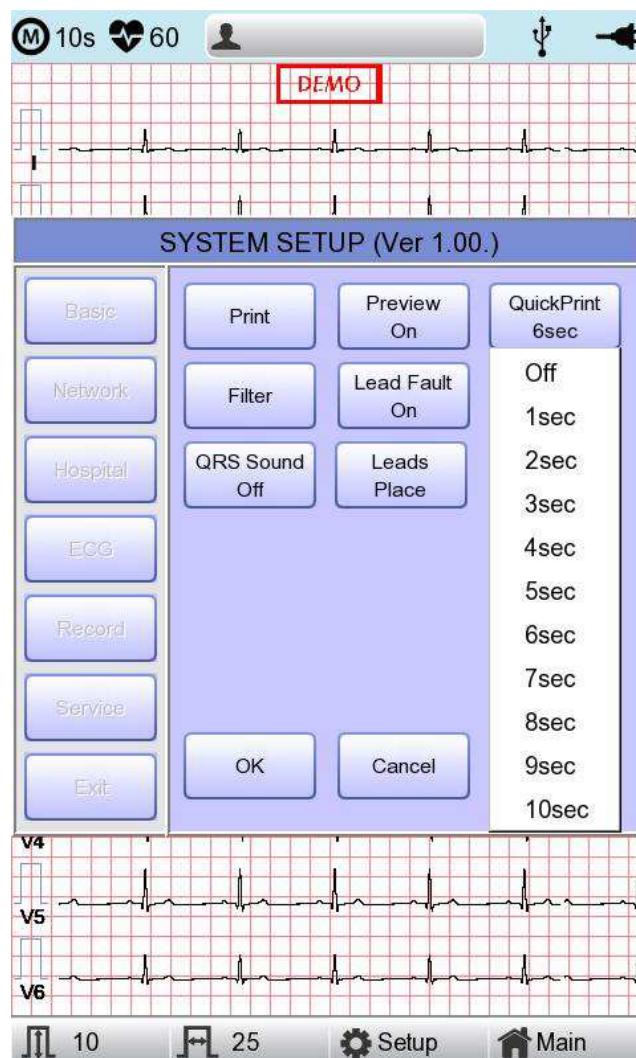 M 10s 60
DEMO
I
SYSTEM SETUP (Ver 1.00.)
Basic
Network
Hospital
ECG
Record
Service
Exit
Print
Preview
On
QuickPrint
6sec
Filter
Lead Fault
On
QRS Sound
Off
Leads
Place
Off
1sec
2sec
3sec
4sec
5sec
6sec
7sec
8sec
9sec
10sec
OK
Cancel
V4
V5
V6
10
25
Setup
Main